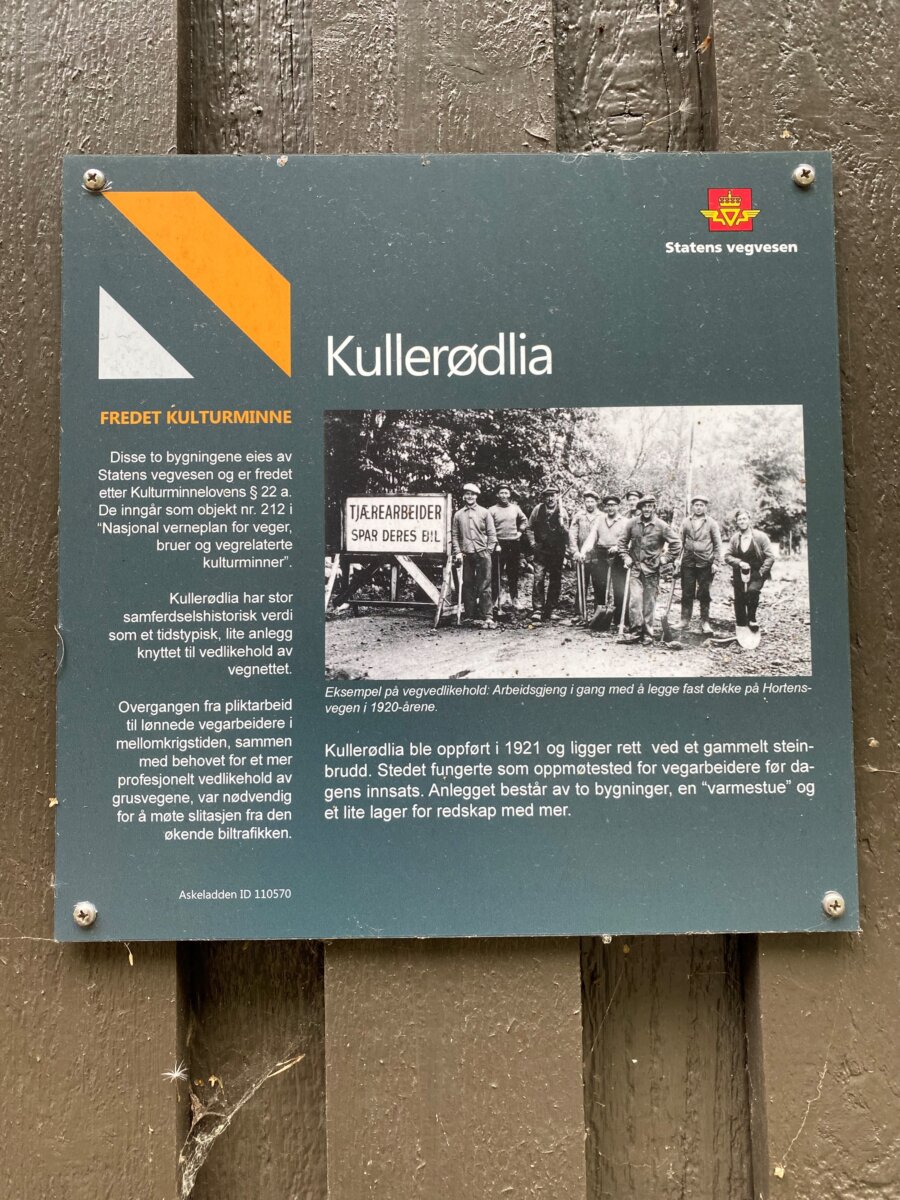 Statens vegvesen
Kullerødlia
FREDET KULTURMINNE
Disse to bygningene eies av
Statens vegvesen og er fredet
etter Kulturminnelovens § 22 a.
De inngår som objekt nr. 212 i
“Nasjonal verneplan for veger,
bruer og vegrelaterte
kulturminner”.
Kullerødlia har stor
samferdselshistorisk verdi
som et tidstypisk, lite anlegg
knyttet til vedlikehold av
vegnettet.
Overgangen fra pliktarbeid
til lønnede vegarbeidere i
mellomkrigstiden, sammen
med behovet for et mer
profesjonelt vedlikehold av
grusvegene, var nødvendig
for å møte slitasjen fra den
økende biltrafikken.
Askeladden ID 110570
TJÆREARBEIDER
SPAR DERES BIL
Eksempel på vegvedlikehold: Arbeidsgjeng i gang med å legge fast dekke på Hortens-
vegen i 1920-årene.
Kullerødlia ble oppført i 1921 og ligger rett ved et gammelt stein-
brudd. Stedet fungerte som oppmøtested for vegarbeidere før da-
gens innsats. Anlegget består av to bygninger, en “varmestue” og
et lite lager for redskap med mer.